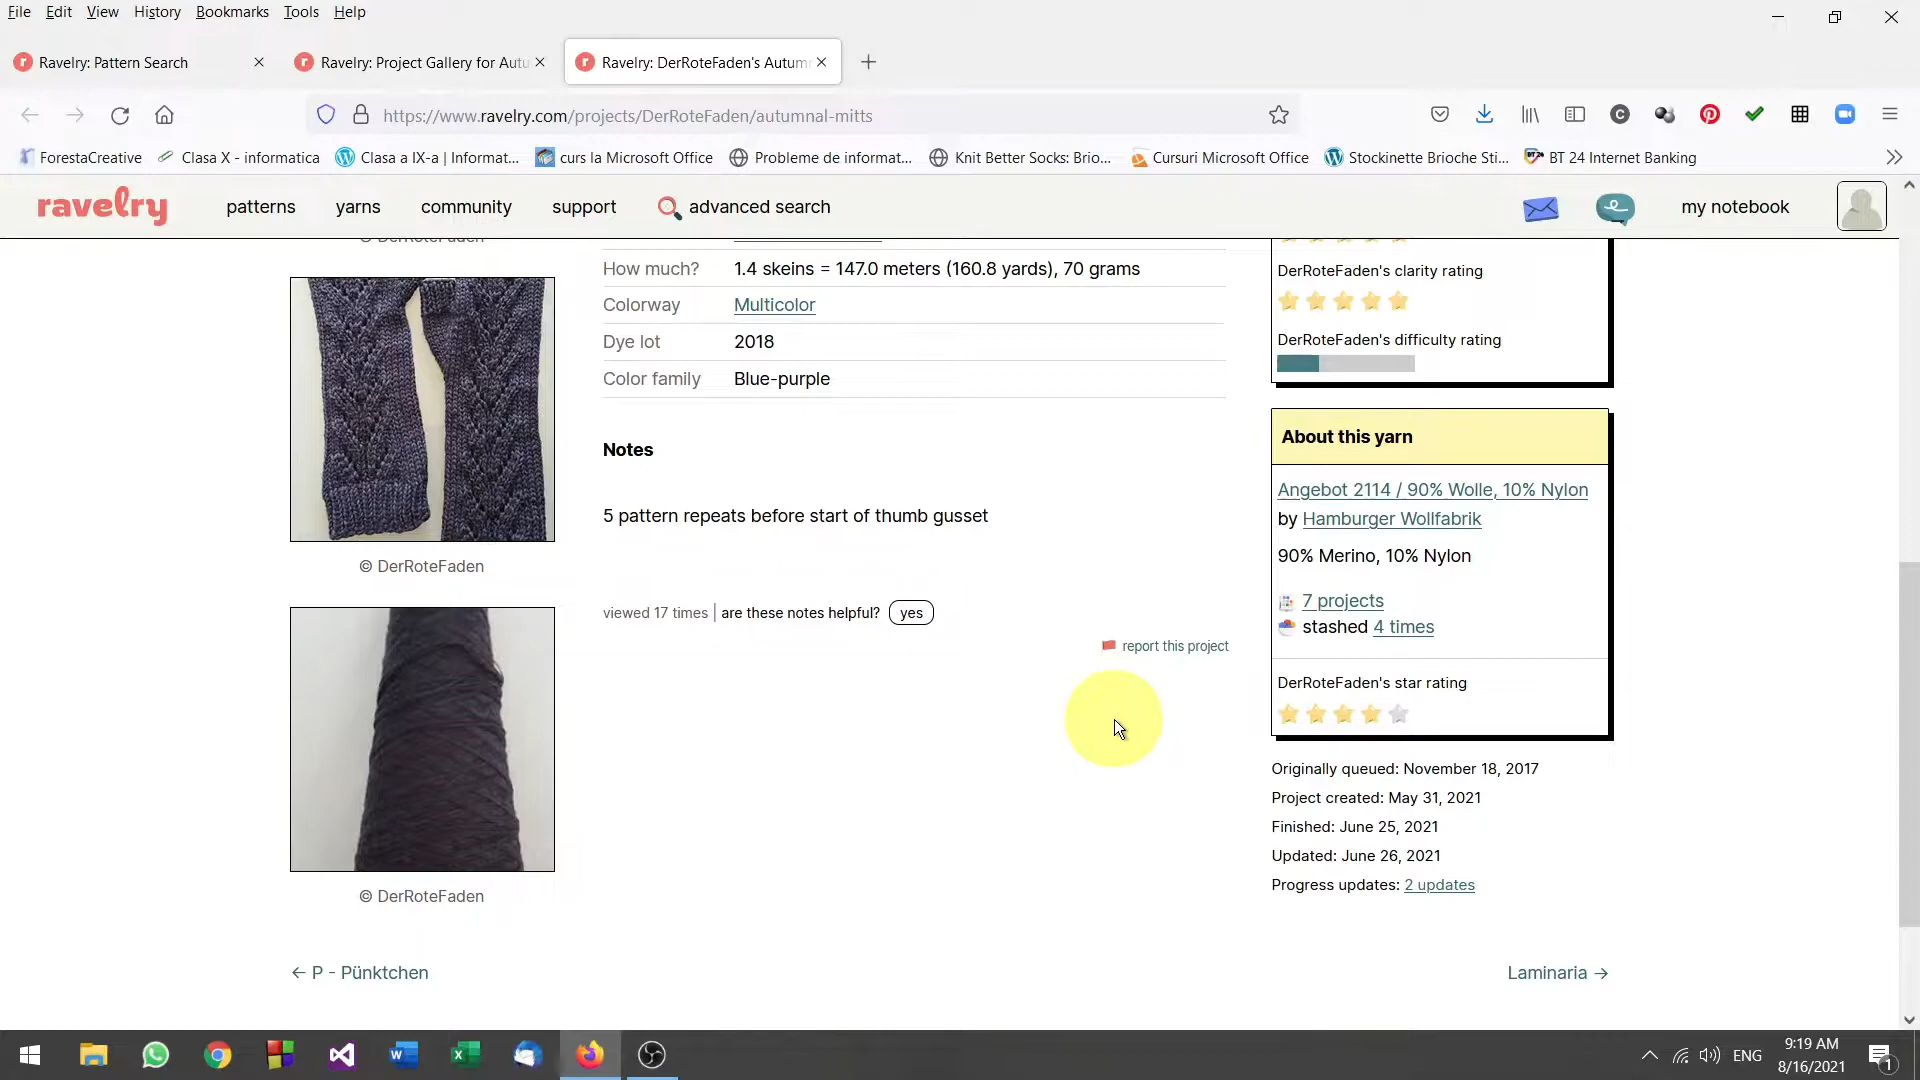 File Edit View History Bookmarks Tools Help
Ravelry: Pattern Search
Ravelry: Project Gallery for Autu
Ravelry: DerRoteFaden's Autumn
https://www.ravelry.com/projects/DerRoteFaden/autumnal-mitts
ForestaCreative
Clasa X - informatica
Clasa a IX-a | Informat...
curs la Microsoft Office
Probleme de informat...
Knit Better Socks: Brio...
Cursuri Microsoft Office
Stockinette Brioche Sti...
BT 24 Internet Banking
ravelry
patterns
yarns
community
support
advanced search
my notebook
© DerRoteFaden
How much? 1.4 skeins = 147.0 meters (160.8 yards), 70 grams
Colorway Multicolor
Dye lot 2018
Color family Blue-purple
Notes
5 pattern repeats before start of thumb gusset
viewed 17 times | are these notes helpful? yes
report this project
© DerRoteFaden
© DerRoteFaden
DerRoteFaden's clarity rating
DerRoteFaden's difficulty rating
About this yarn
Angebot 2114 / 90% Wolle, 10% Nylon
by Hamburger Wollfabrik
90% Merino, 10% Nylon
7 projects
stashed 4 times
DerRoteFaden's star rating
Originally queued: November 18, 2017
Project created: May 31, 2021
Finished: June 25, 2021
Updated: June 26, 2021
Progress updates: 2 updates
← P - Pünktchen
Laminaria →
ENG
9:19 AM
8/16/2021
1